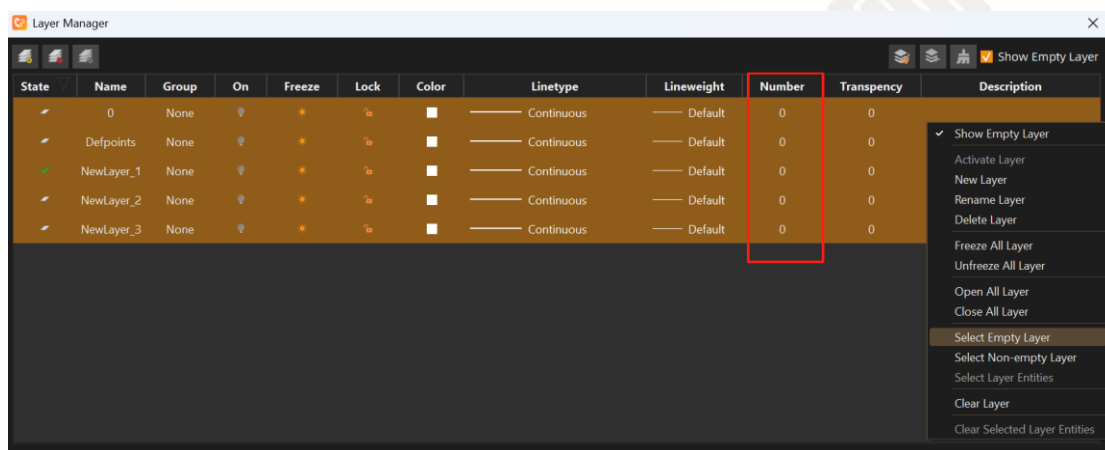 Layer Manager
Show Empty Layer
State Name Group On Freeze Lock Color Linetype Lineweight Number Transpency Description
0 None Continuous Default 0 0
Defpoints None Continuous Default 0 0
NewLayer_1 None Continuous Default 0 0
NewLayer_2 None Continuous Default 0 0
NewLayer_3 None Continuous Default 0 0
Show Empty Layer
Activate Layer
New Layer
Rename Layer
Delete Layer
Freeze All Layer
Unfreeze All Layer
Open All Layer
Close All Layer
Select Empty Layer
Select Non-empty Layer
Select Layer Entities
Clear Layer
Clear Selected Layer Entities